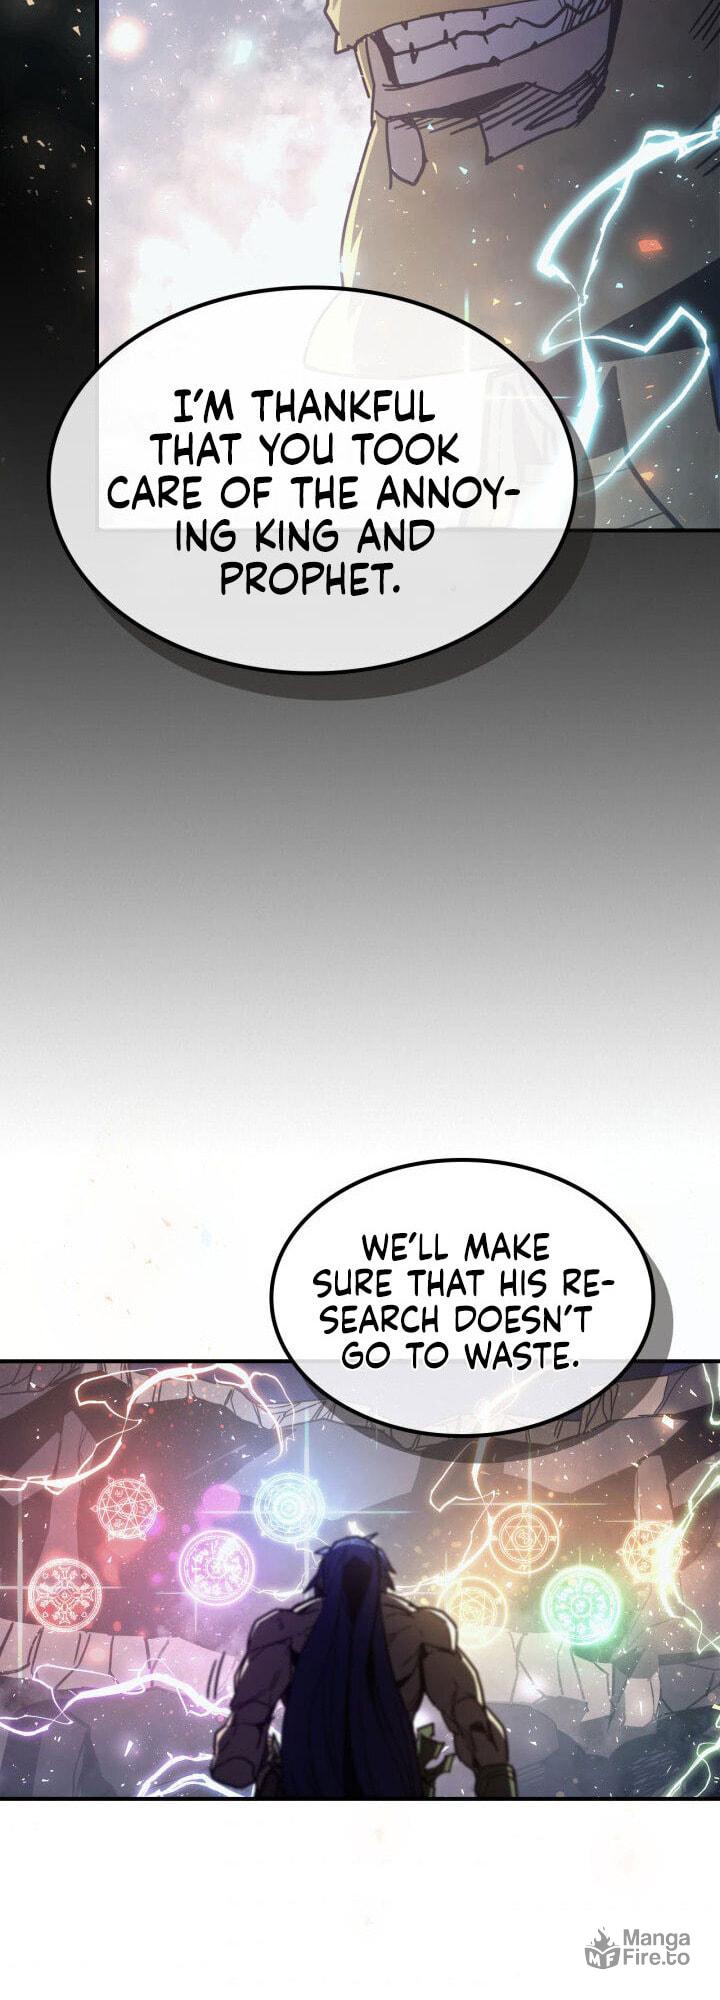 I'M THANKFUL
THAT YOU TOOK
CARE OF THE ANNOY-
ING KING AND
PROPHET.
WE'LL MAKE
SURE THAT HIS RE-
SEARCH DOESN'T
GO TO WASTE.
Manga
Fire.to